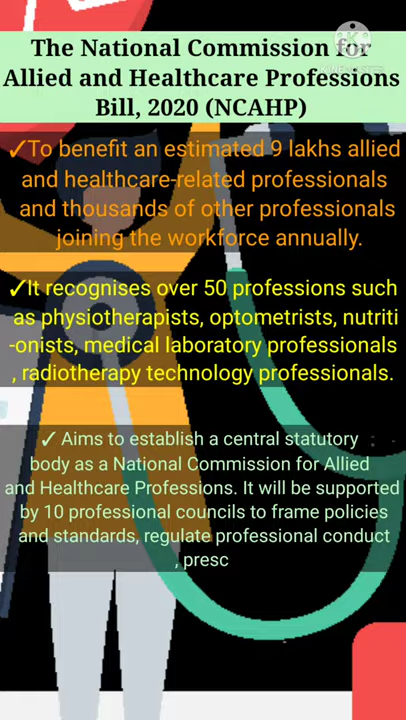 The National Commission for
Allied and Healthcare Professions
Bill, 2020 (NCAHP)
✓To benefit an estimated 9 lakhs allied
and healthcare-related professionals
and thousands of other professionals
joining the workforce annually.
✓It recognises over 50 professions such
as physiotherapists, optometrists, nutriti
-onists, medical laboratory professionals
, radiotherapy technology professionals.
✓ Aims to establish a central statutory
body as a National Commission for Allied
and Healthcare Professions. It will be supported
by 10 professional councils to frame policies
and standards, regulate professional conduct
, presc